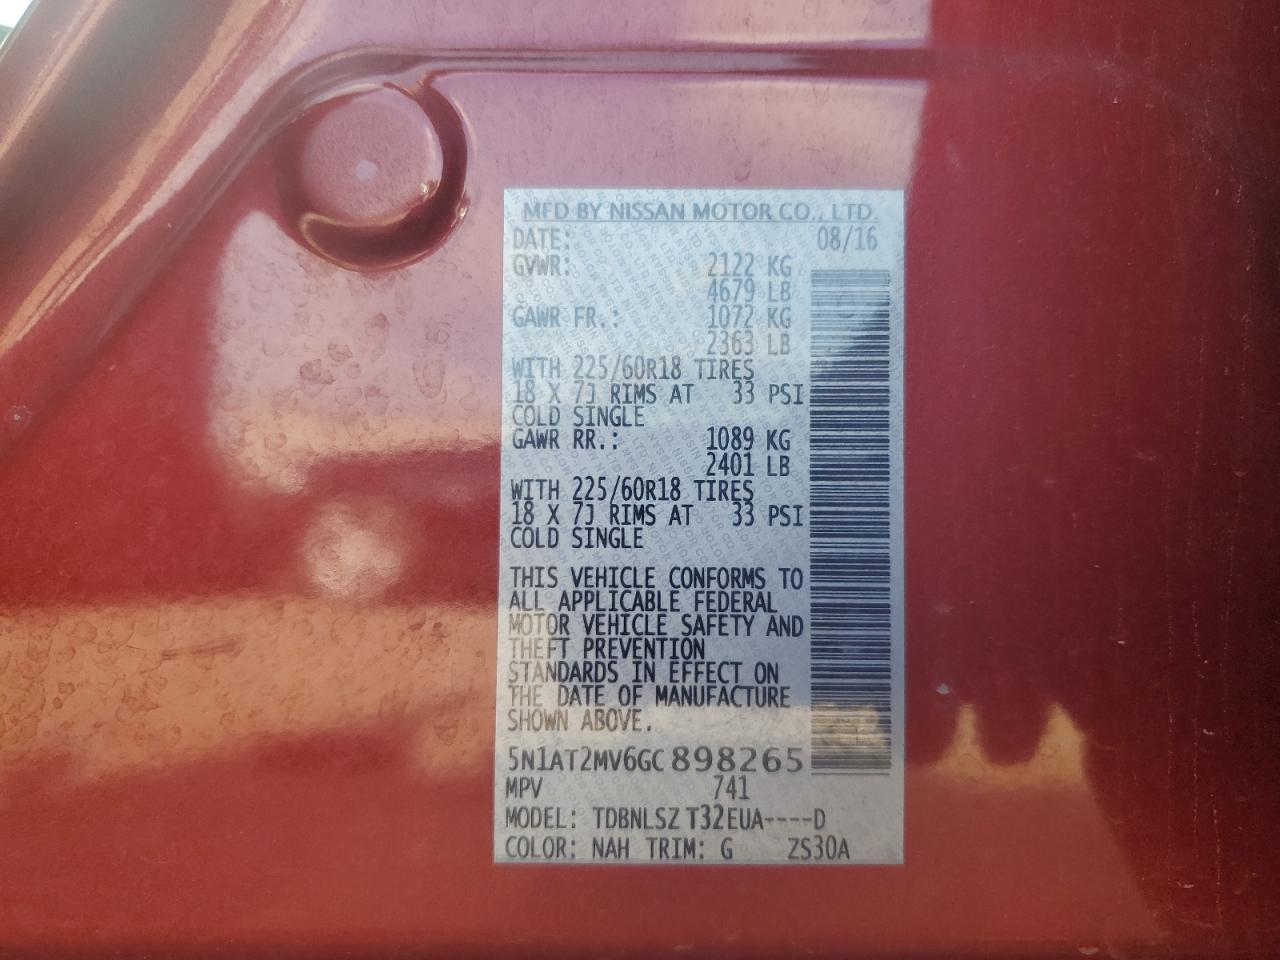 MFD BY NISSAN MOTOR CO., LTD.
DATE: 08/16
GVWR: 2122 KG
4679 LB
GAWR FR.: 1072 KG
2363 LB
WITH 225/60R18 TIRES
18 X 7J RIMS AT 33 PSI
COLD SINGLE
GAWR RR.: 1089 KG
2401 LB
WITH 225/60R18 TIRES
18 X 7J RIMS AT 33 PSI
COLD SINGLE
THIS VEHICLE CONFORMS TO
ALL APPLICABLE FEDERAL
MOTOR VEHICLE SAFETY AND
THEFT PREVENTION
STANDARDS IN EFFECT ON
THE DATE OF MANUFACTURE
SHOWN ABOVE.
5N1AT2MV6GC898265
MPV 741
MODEL: TDBNLSZ T32EUA----D
COLOR: NAH TRIM: G ZS30A